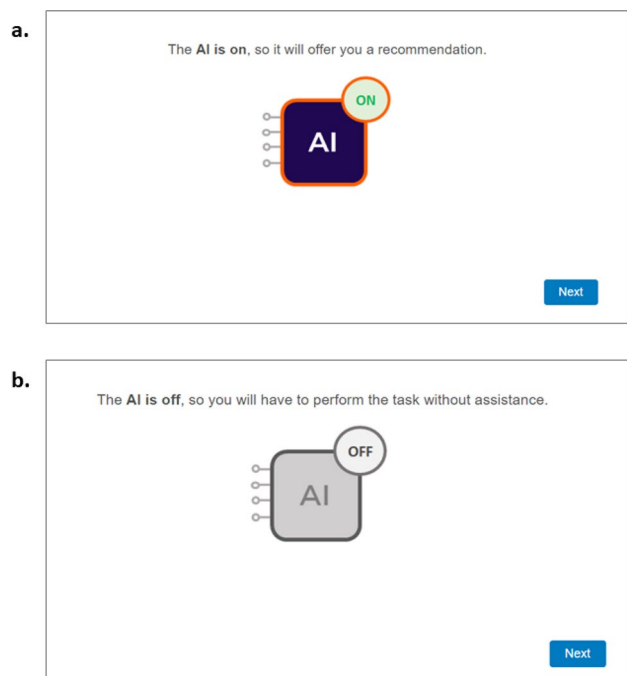 a.
The AI is on, so it will offer you a recommendation.
ON
AI
Next
b.
The AI is off, so you will have to perform the task without assistance.
OFF
AI
Next